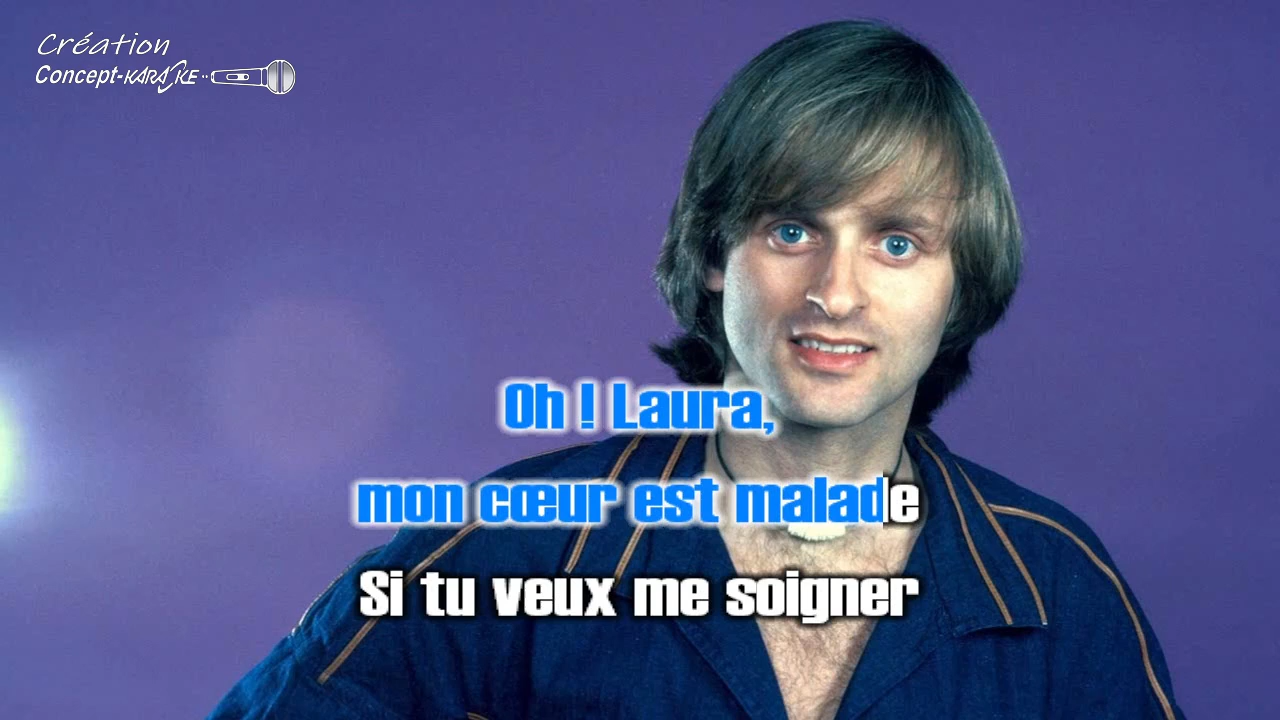 Création
Concept-KARAOKE
Oh ! Laura,
mon cœur est malade
Si tu veux me soigner